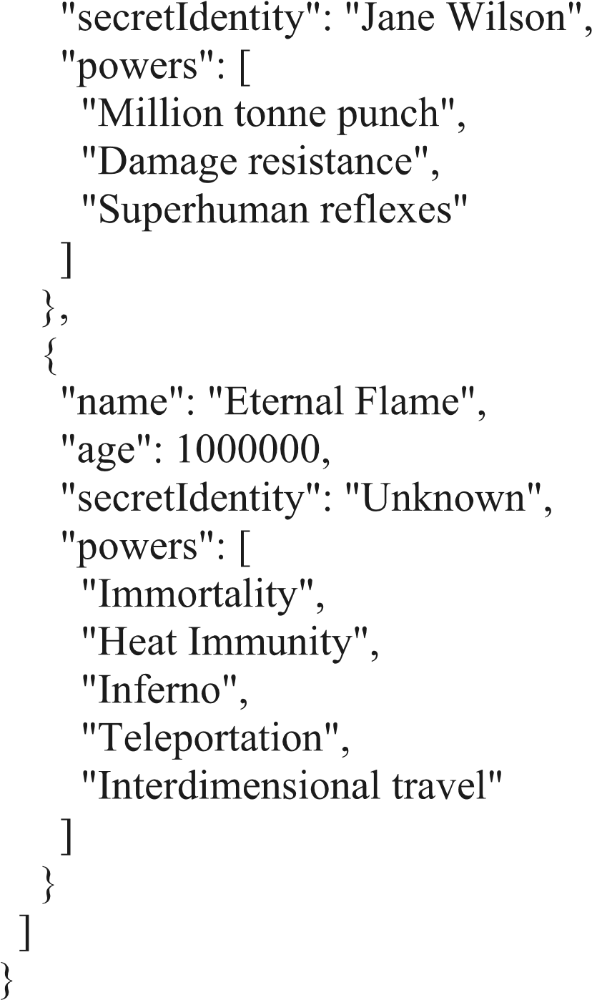 "secretIdentity": "Jane Wilson",
"powers": [
"Million tonne punch",
"Damage resistance",
"Superhuman reflexes"
]
},
{
"name": "Eternal Flame",
"age": 1000000,
"secretIdentity": "Unknown",
"powers": [
"Immortality",
"Heat Immunity",
"Inferno",
"Teleportation",
"Interdimensional travel"
]
}
]
}